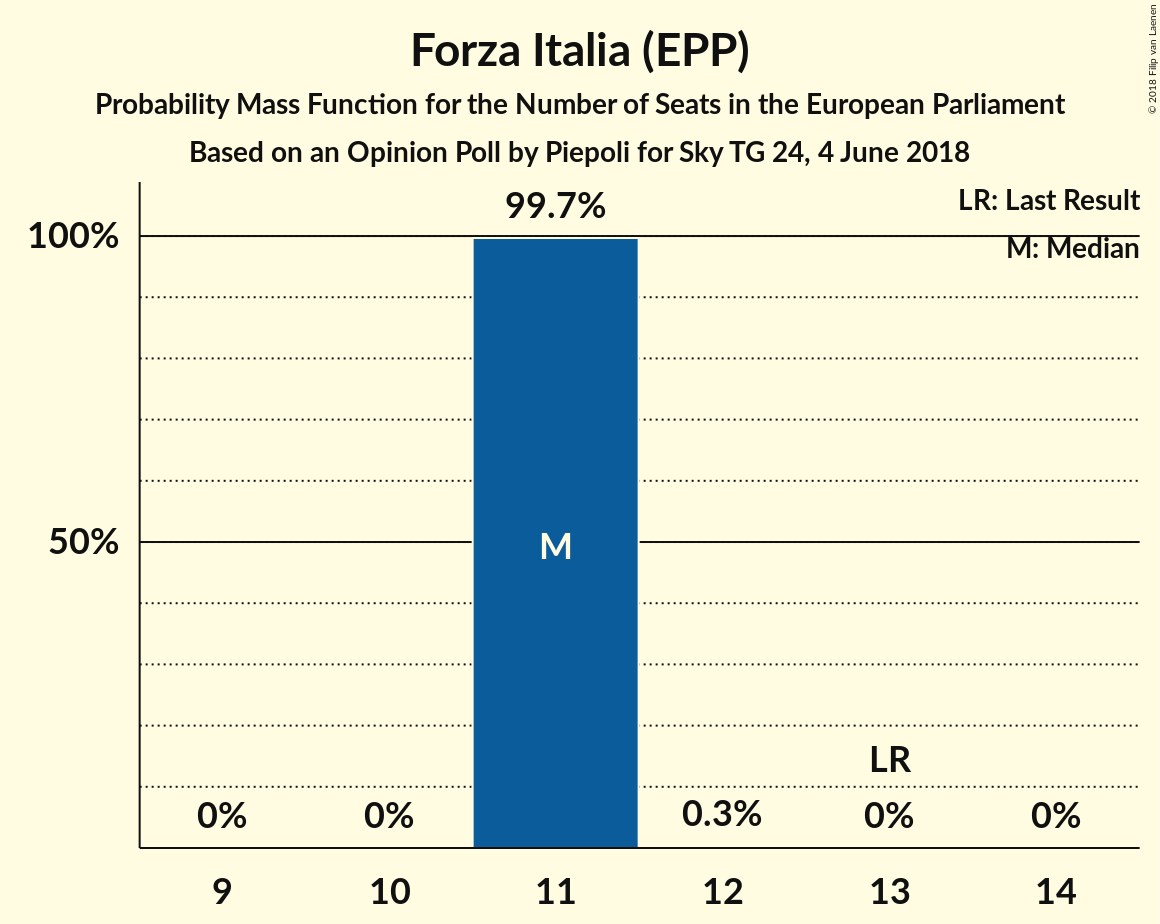 Forza Italia (EPP)
Probability Mass Function for the Number of Seats in the European Parliament
Based on an Opinion Poll by Piepoli for Sky TG 24, 4 June 2018
© 2018 Filip van Laenen
LR: Last Result
M: Median
99.7%
100%
50%
M
LR
0%
0%
0.3%
0%
0%
9
10
11
12
13
14